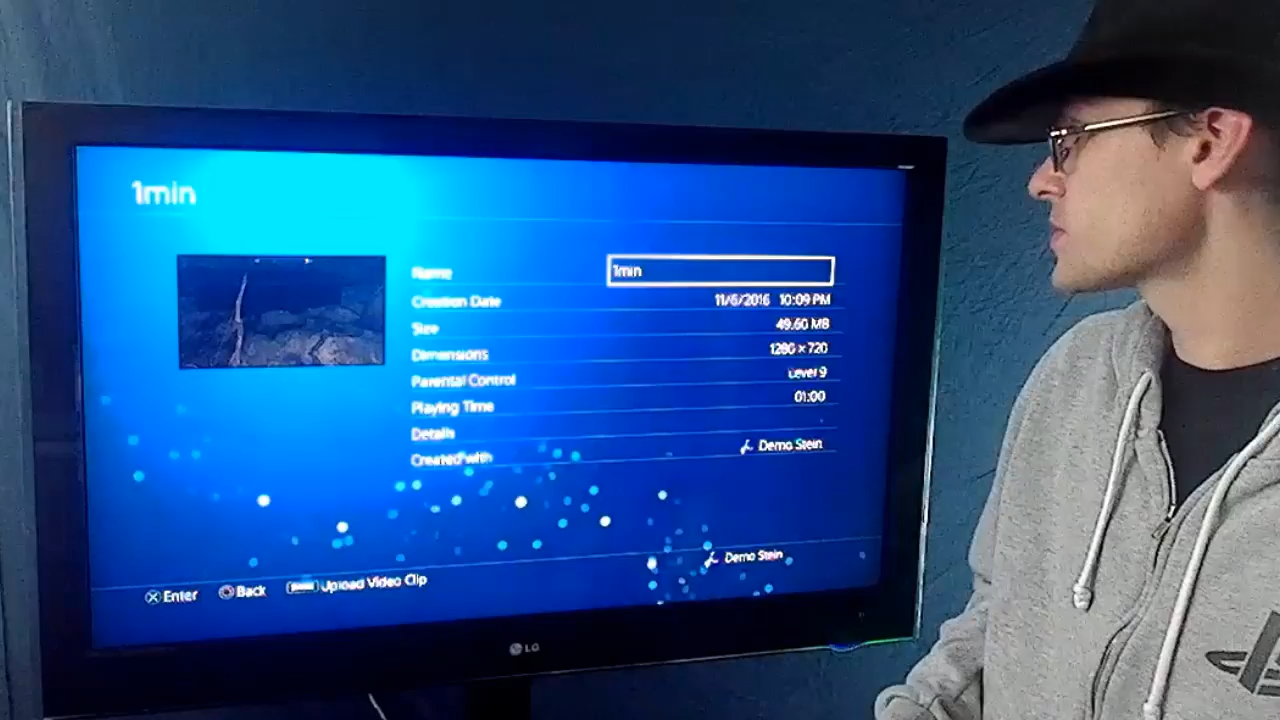 1min
Name 1min
Creation Date 11/6/2016 10:09 PM
Size 49.60 MB
Dimensions 1280 × 720
Parental Control Level 9
Playing Time 01:00
Details
Created with Demo Stein
Demo Stein
Enter Back Upload Video Clip
LG